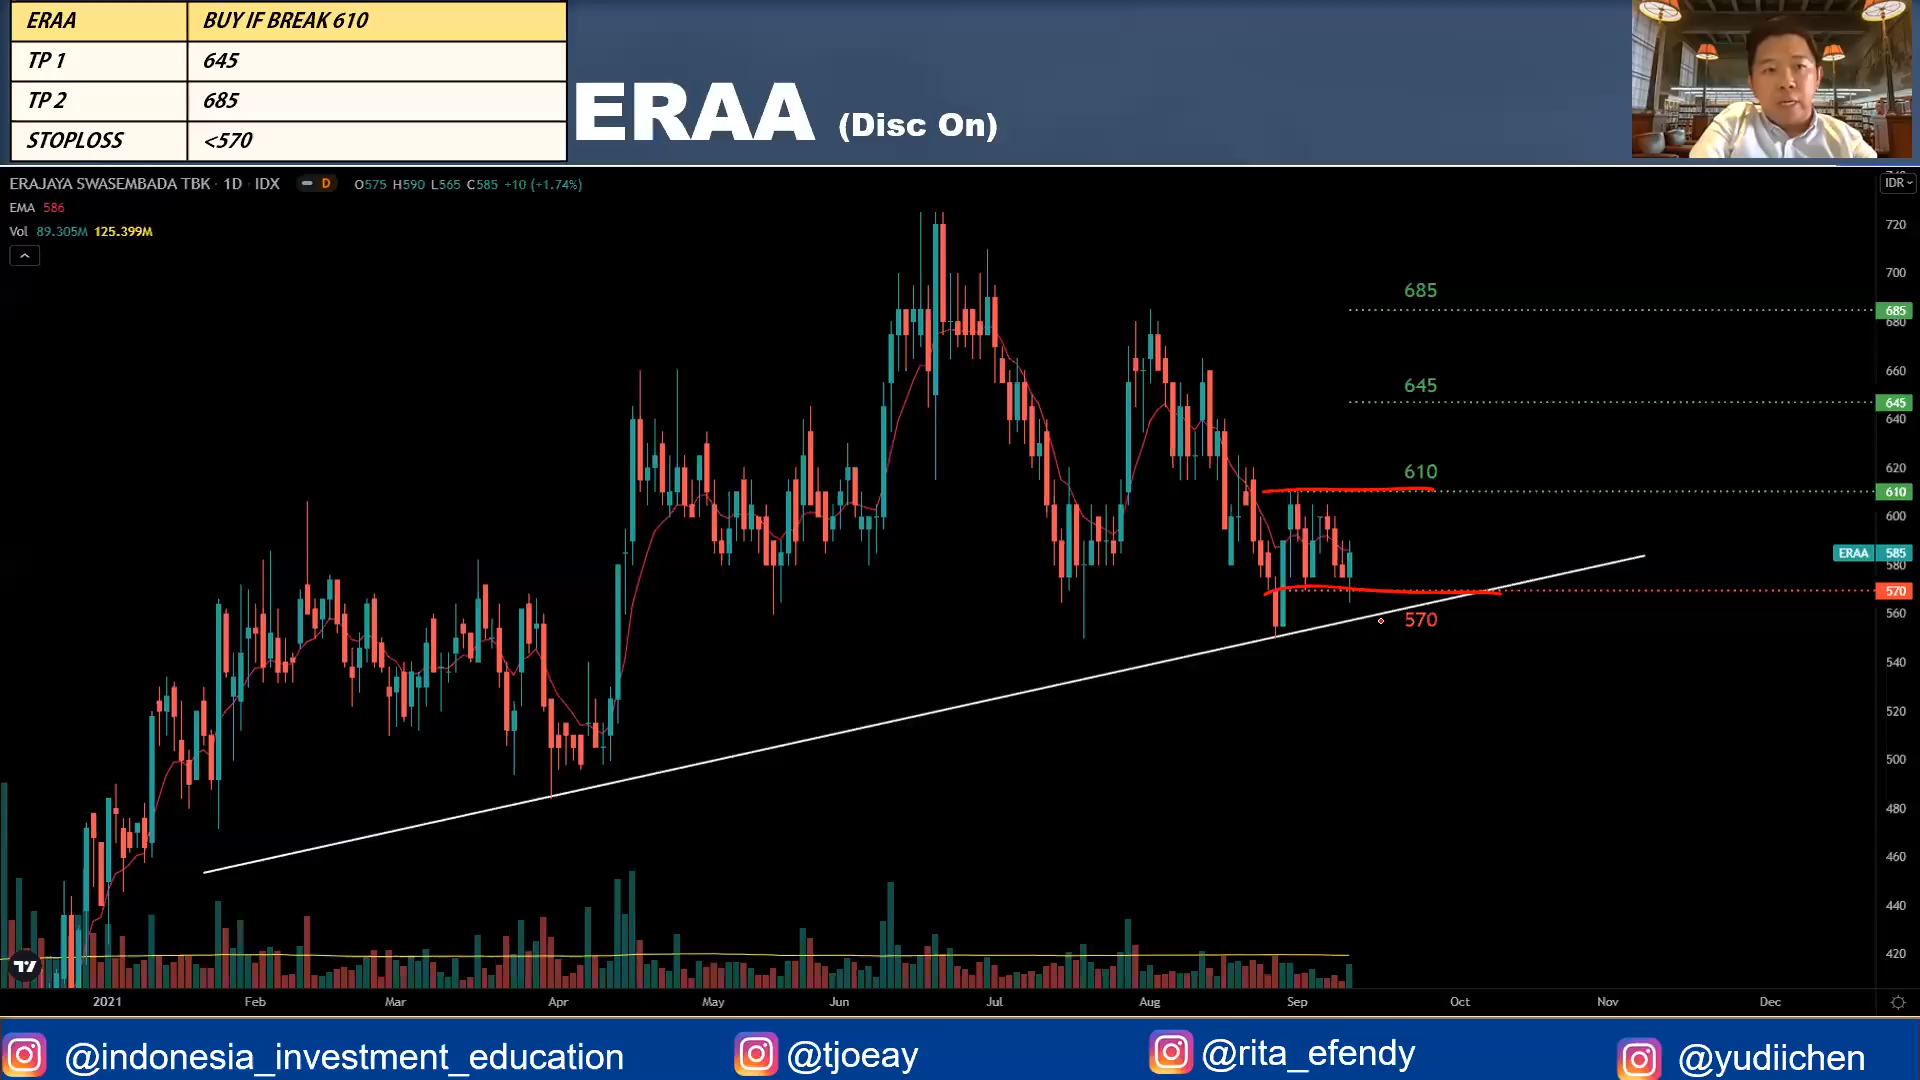 ERAA BUY IF BREAK 610
TP 1 645
TP 2 685
STOPLOSS <570
ERAA (Disc On)
ERAJAYA SWASEMBADA TBK · 1D · IDX D O575 H590 L565 C585 +10 (+1.74%)
EMA 586
Vol 89.305M 125.399M
IDR
720
700
685
685
680
660
645
645
640
620
610
610
600
ERAA 585
580
570
570
560
540
520
500
480
460
440
420
2021 Feb Mar Apr May Jun Jul Aug Sep Oct Nov Dec
@indonesia_investment_education @tjoeay @rita_efendy @yudiichen